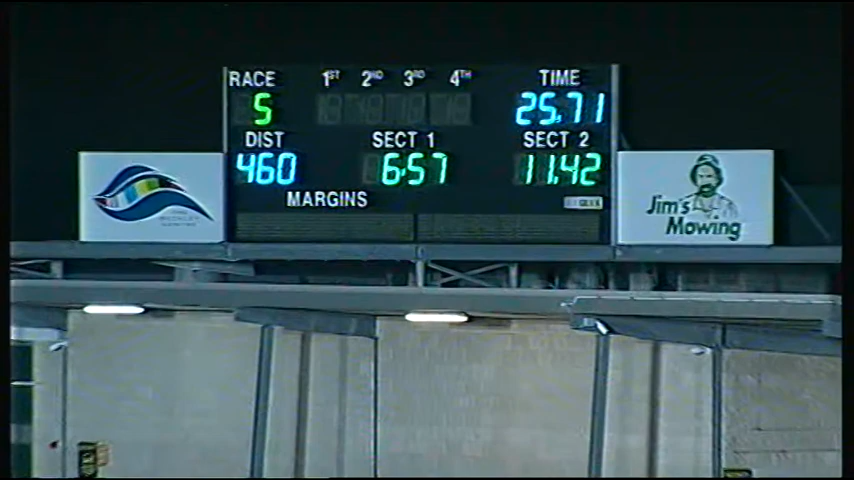 RACE 1ST 2ND 3RD 4TH TIME
5 25.71
DIST SECT 1 SECT 2
460 6.57 11.42
MARGINS
Jim's
Mowing